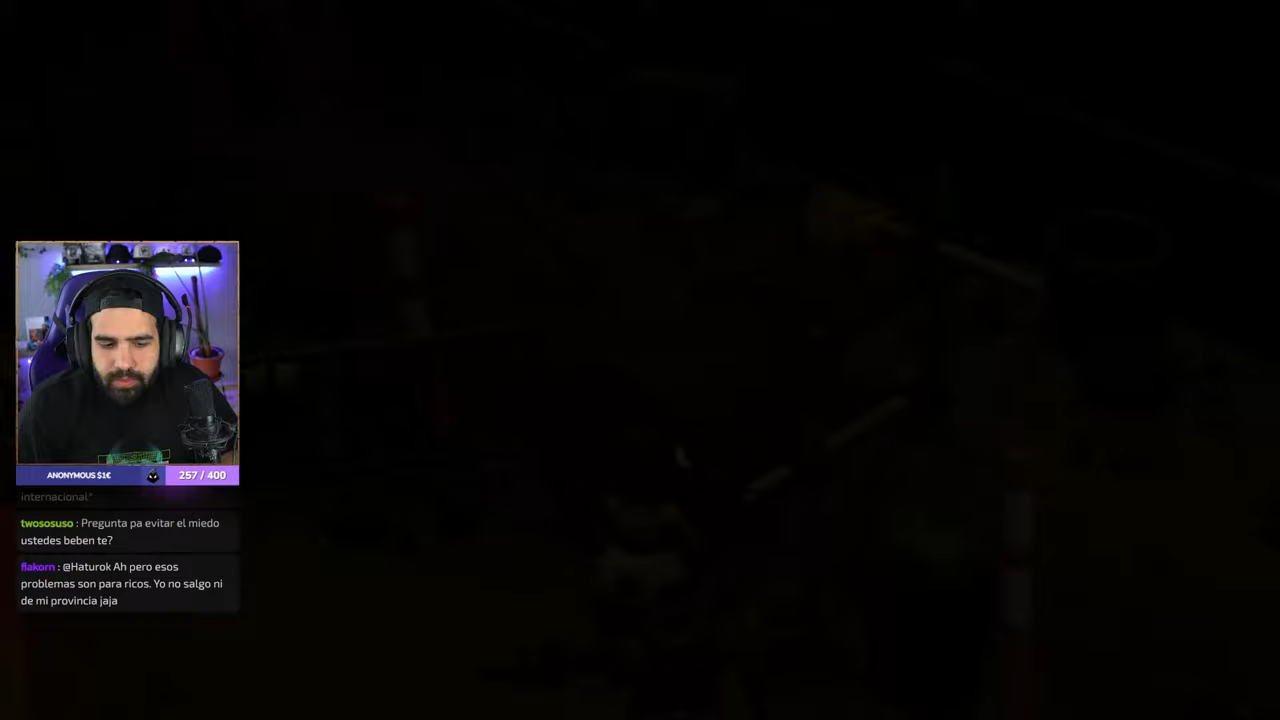 ANONYMOUS $1€
257 / 400
internacional*
twososuso : Pregunta pa evitar el miedo
ustedes beben te?
flakorn : @Haturok Ah pero esos
problemas son para ricos. Yo no salgo ni
de mi provincia jaja